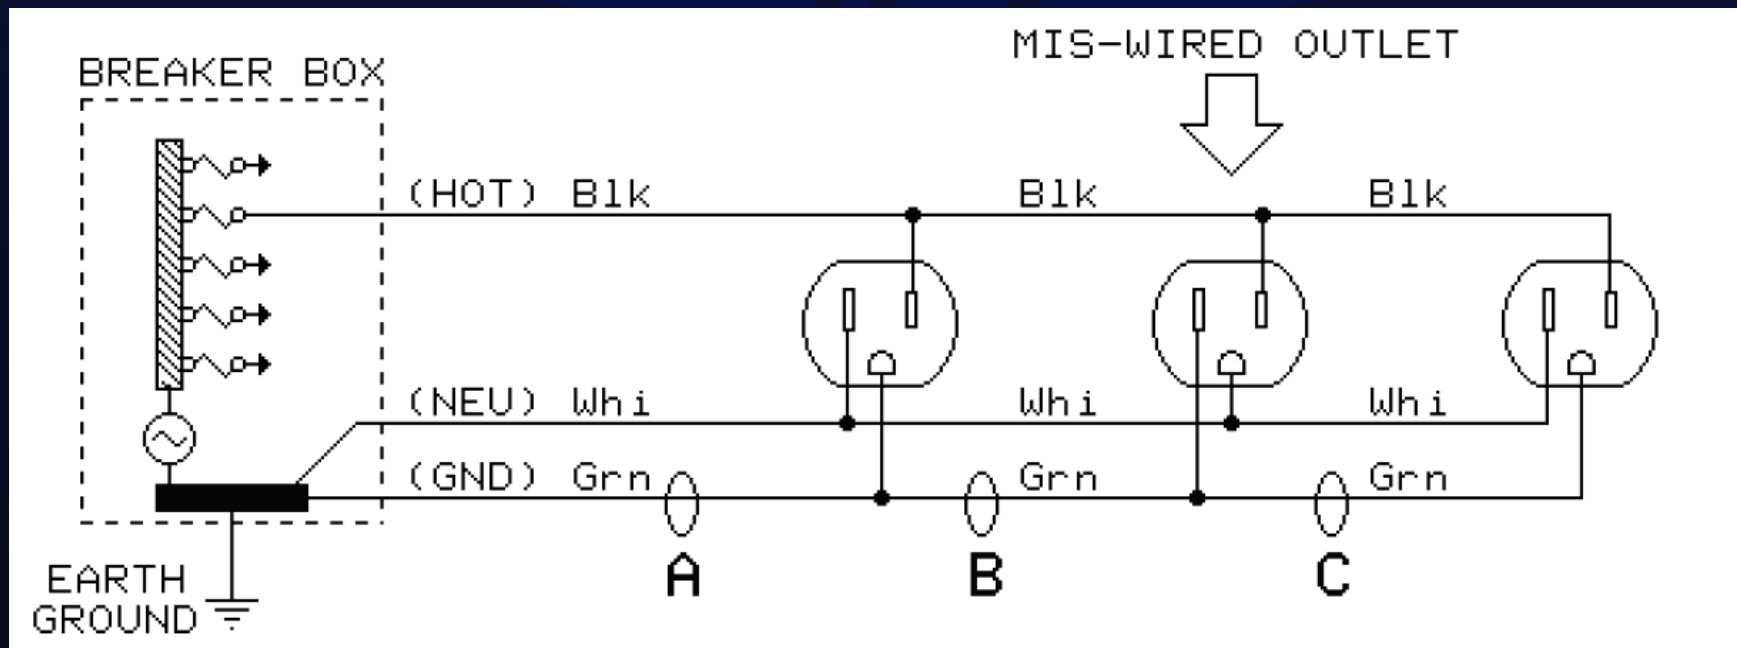 MIS-WIRED OUTLET
BREAKER BOX
(HOT) Blk Blk Blk
(NEU) Whi Whi Whi
(GND) Grn Grn Grn
A B C
EARTH
GROUND